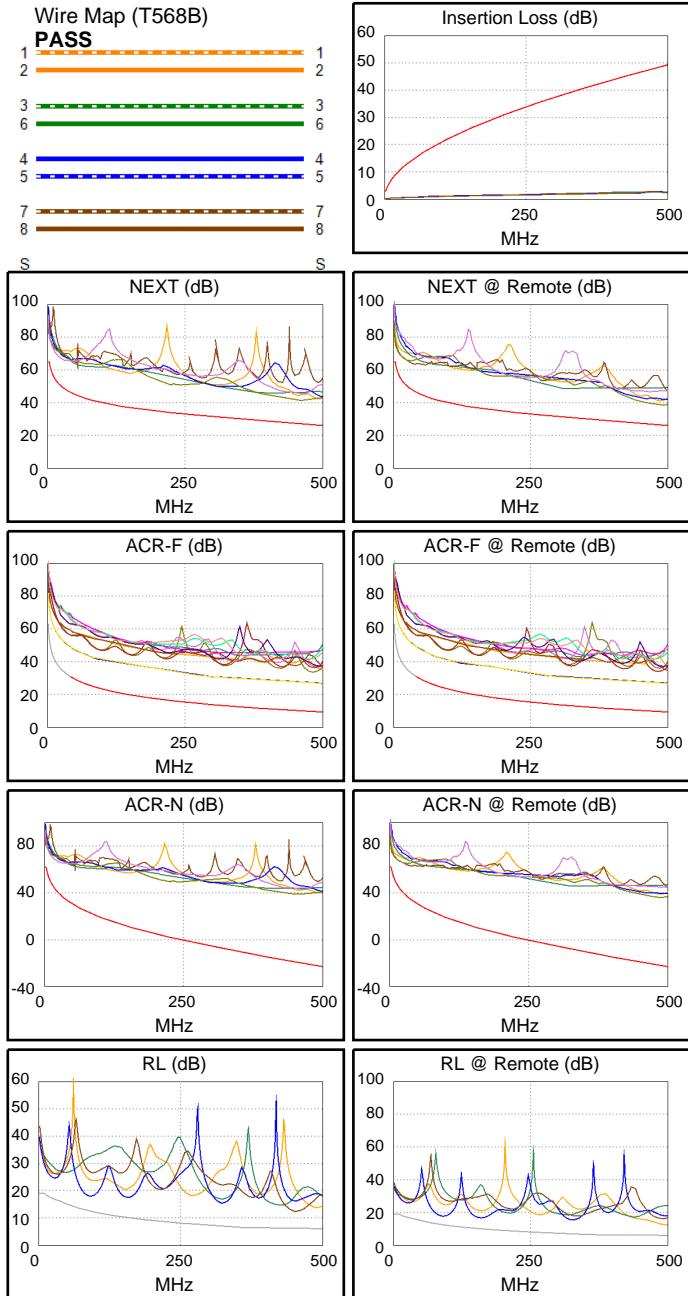 Wire Map (T568B)
PASS
1 1
2 2
3 3
6 6
4 4
5 5
7 7
8 8
S S
Insertion Loss (dB)
60
50
40
30
20
10
0
0 250 500
MHz
NEXT (dB)
100
80
60
40
20
0
0 250 500
MHz
NEXT @ Remote (dB)
100
80
60
40
20
0
0 250 500
MHz
ACR-F (dB)
100
80
60
40
20
0
0 250 500
MHz
ACR-F @ Remote (dB)
100
80
60
40
20
0
0 250 500
MHz
ACR-N (dB)
80
40
0
-40
0 250 500
MHz
ACR-N @ Remote (dB)
80
40
0
-40
0 250 500
MHz
RL (dB)
60
50
40
30
20
10
0
0 250 500
MHz
RL @ Remote (dB)
100
80
60
40
20
0
0 250 500
MHz